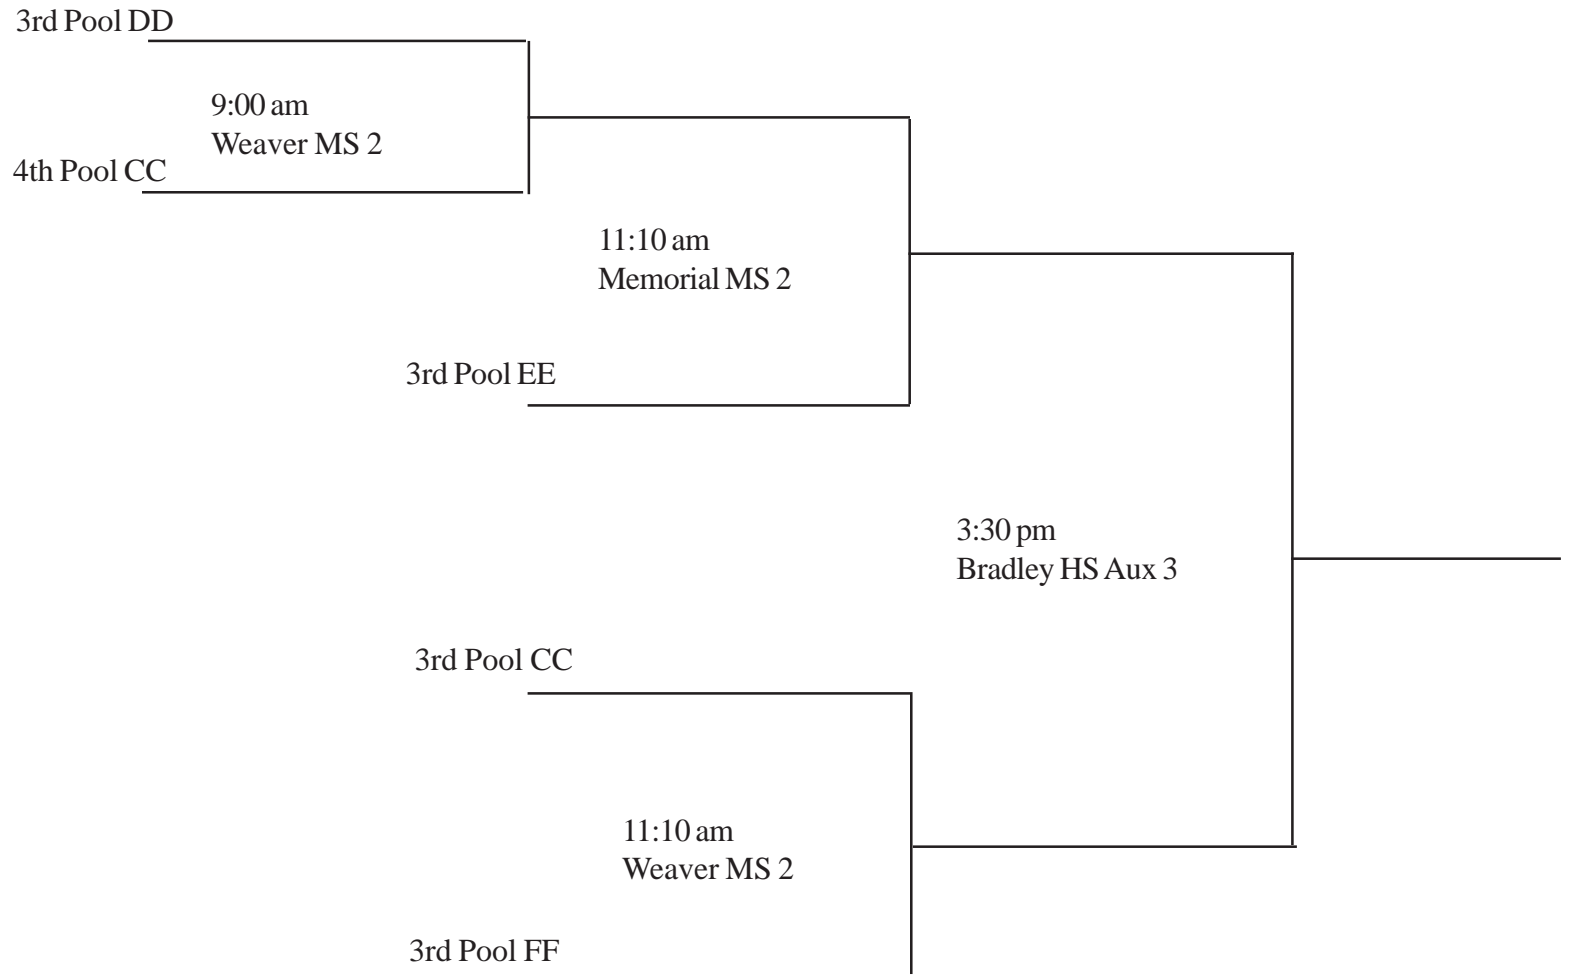 3rd Pool DD
9:00 am
Weaver MS 2
4th Pool CC
11:10 am
Memorial MS 2
3rd Pool EE
3:30 pm
Bradley HS Aux 3
3rd Pool CC
11:10 am
Weaver MS 2
3rd Pool FF